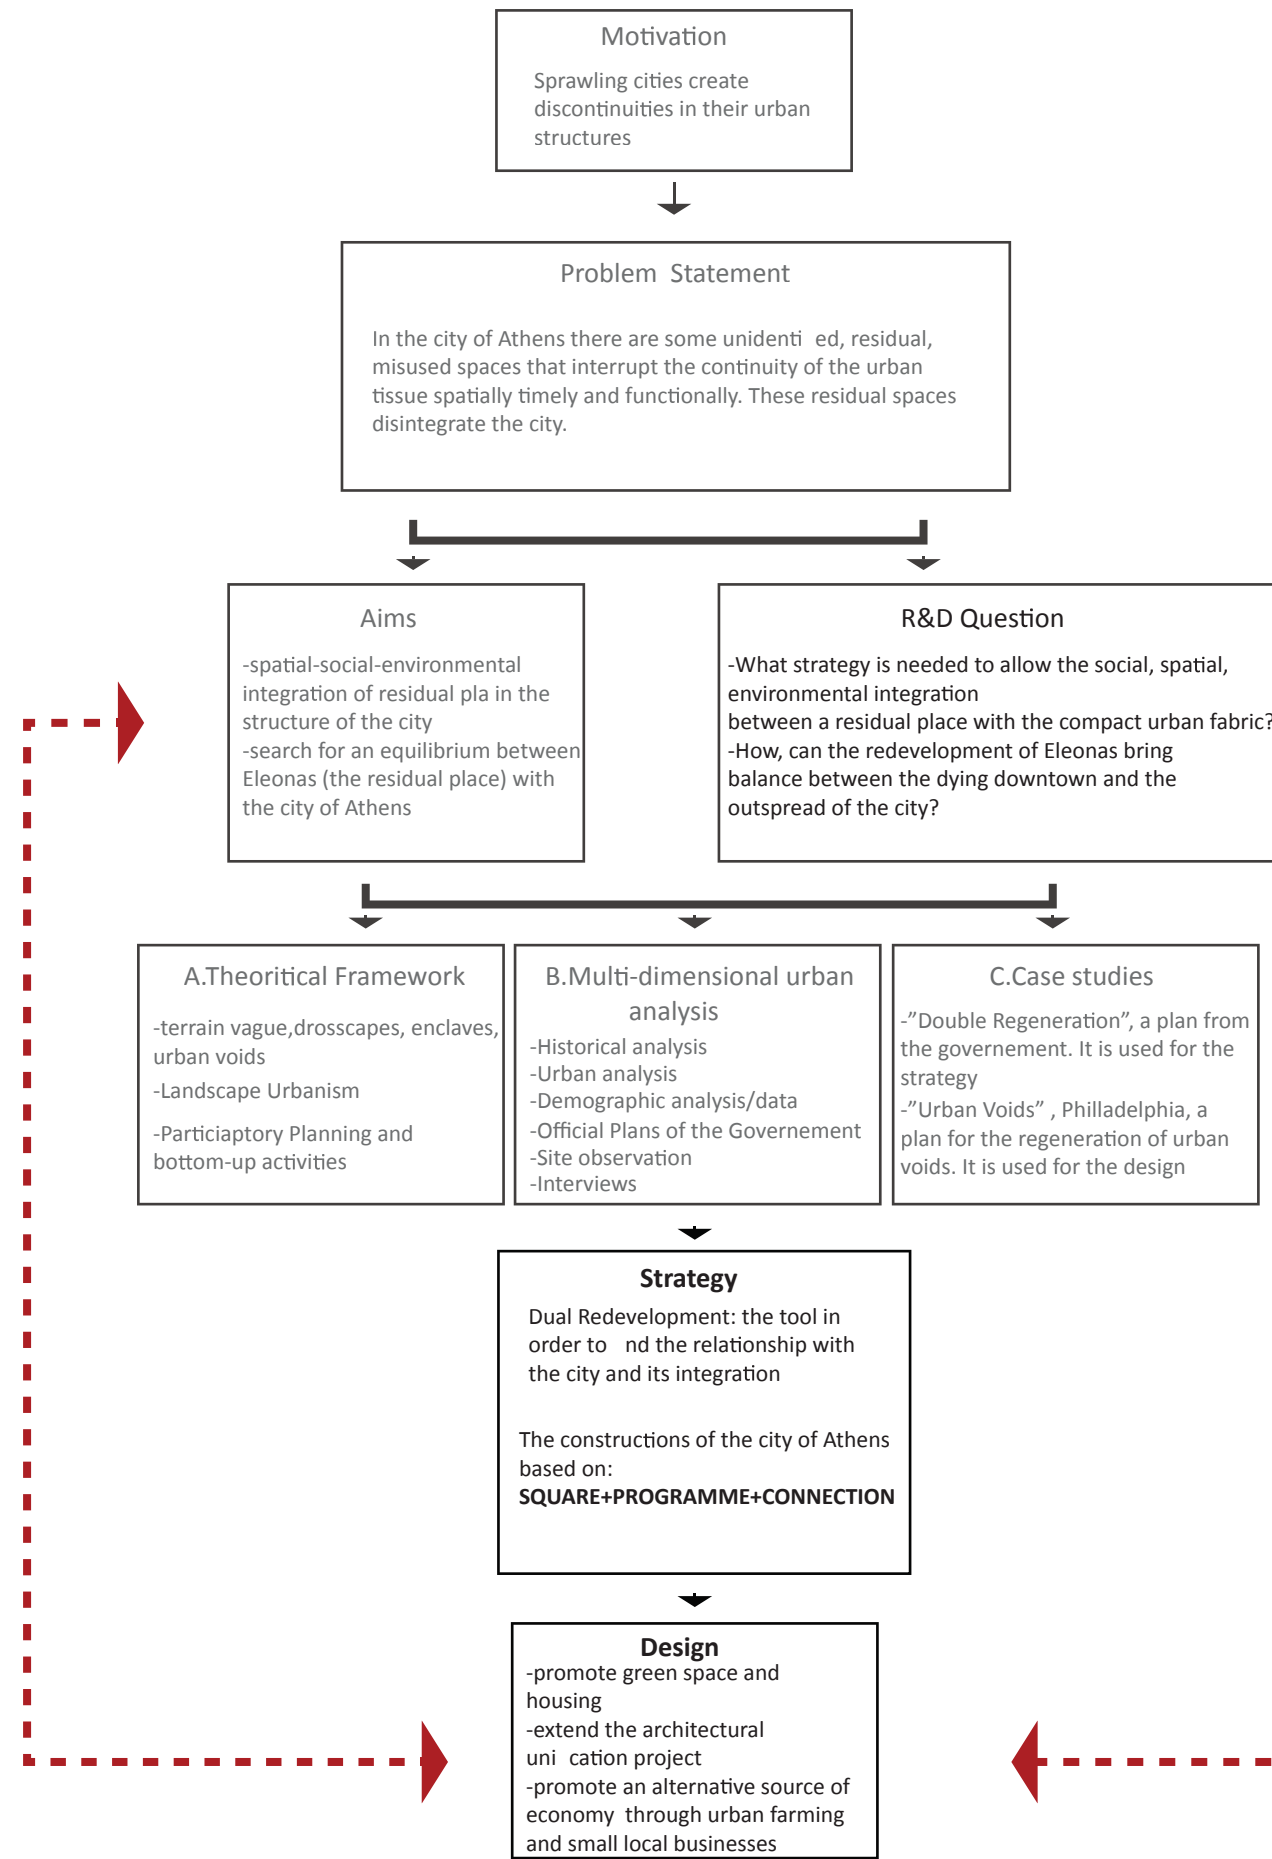 Motivation
Sprawling cities create
discontinuities in their urban
structures
Problem Statement
In the city of Athens there are some unidenti ed, residual,
misused spaces that interrupt the continuity of the urban
tissue spatially timely and functionally. These residual spaces
disintegrate the city.
Aims
-spatial-social-environmental
integration of residual pla in the
structure of the city
-search for an equilibrium between
Eleonas (the residual place) with
the city of Athens
R&D Question
-What strategy is needed to allow the social, spatial,
environmental integration
between a residual place with the compact urban fabric?
-How, can the redevelopment of Eleonas bring
balance between the dying downtown and the
outspread of the city?
A.Theoritical Framework
-terrain vague,drosscapes, enclaves,
urban voids
-Landscape Urbanism
-Particiaptory Planning and
bottom-up activities
B.Multi-dimensional urban
analysis
-Historical analysis
-Urban analysis
-Demographic analysis/data
-Official Plans of the Governement
-Site observation
-Interviews
C.Case studies
-”Double Regeneration”, a plan from
the governement. It is used for the
strategy
-”Urban Voids” , Philladelphia, a
plan for the regeneration of urban
voids. It is used for the design
Strategy
Dual Redevelopment: the tool in
order to nd the relationship with
the city and its integration
The constructions of the city of Athens
based on:
SQUARE+PROGRAMME+CONNECTION
Design
-promote green space and
housing
-extend the architectural
uni cation project
-promote an alternative source of
economy through urban farming
and small local businesses